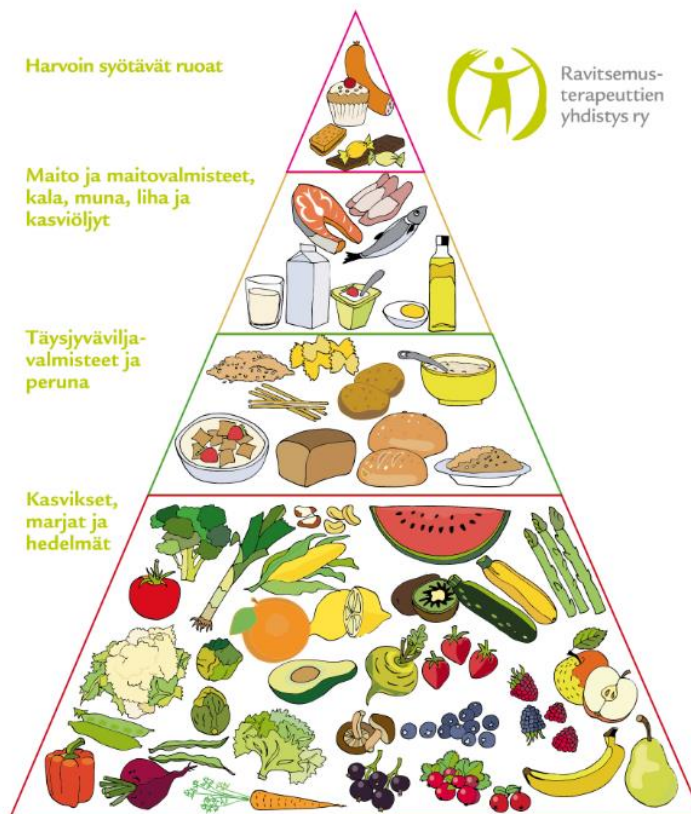 Harvoin syötävät ruoat
Ravitsemus-
terapeuttien
yhdistys ry
Maito ja maitovalmisteet,
kala, muna, liha ja
kasviöljyt
Täysjyvävilja-
valmisteet ja
peruna
Kasvikset,
marjat ja
hedelmät